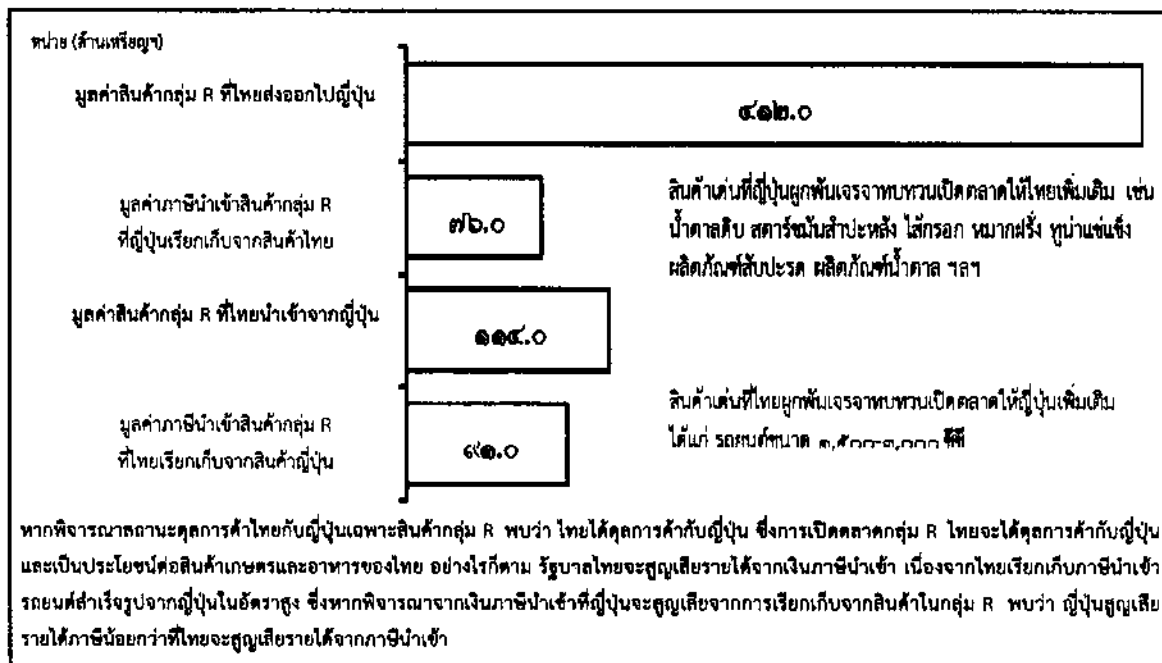 หน่วย (ล้านเหรียญฯ)
มูลค่าสินค้ากลุ่ม R ที่ไทยส่งออกไปญี่ปุ่น
๔๑๒.๐
มูลค่าภาษีนำเข้าสินค้ากลุ่ม R
ที่ญี่ปุ่นเรียกเก็บจากสินค้าไทย
๗๖.๐
สินค้าเด่นที่ญี่ปุ่นผูกพันเจรจาทบทวนเปิดตลาดให้ไทยเพิ่มเติม เช่น
น้ำตาลดิบ สตาร์ชมันสำปะหลัง ไส้กรอก หมากฝรั่ง ทูน่าแช่แข็ง
ผลิตภัณฑ์สับปะรด ผลิตภัณฑ์น้ำตาล ฯลฯ
มูลค่าสินค้ากลุ่ม R ที่ไทยนำเข้าจากญี่ปุ่น
๑๑๔.๐
มูลค่าภาษีนำเข้าสินค้ากลุ่ม R
ที่ไทยเรียกเก็บจากสินค้าญี่ปุ่น
๙๑.๐
สินค้าเด่นที่ไทยผูกพันเจรจาทบทวนเปิดตลาดให้ญี่ปุ่นเพิ่มเติม
ได้แก่ รถยนต์ขนาด ๑,๕๐๐-๓,๐๐๐ ซีซี
หากพิจารณาสถานะดุลการค้าไทยกับญี่ปุ่นเฉพาะสินค้ากลุ่ม R พบว่า ไทยได้ดุลการค้ากับญี่ปุ่น ซึ่งการเปิดตลาดกลุ่ม R ไทยจะได้ดุลการค้ากับญี่ปุ่น
และเป็นประโยชน์ต่อสินค้าเกษตรและอาหารของไทย อย่างไรก็ตาม รัฐบาลไทยจะสูญเสียรายได้จากเงินภาษีนำเข้า เนื่องจากไทยเรียกเก็บภาษีนำเข้า
รถยนต์สำเร็จรูปจากญี่ปุ่นในอัตราสูง ซึ่งหากพิจารณาจากเงินภาษีนำเข้าที่ญี่ปุ่นจะสูญเสียจากการเรียกเก็บจากสินค้าในกลุ่ม R พบว่า ญี่ปุ่นสูญเสีย
รายได้ภาษีน้อยกว่าที่ไทยจะสูญเสียรายได้จากภาษีนำเข้า